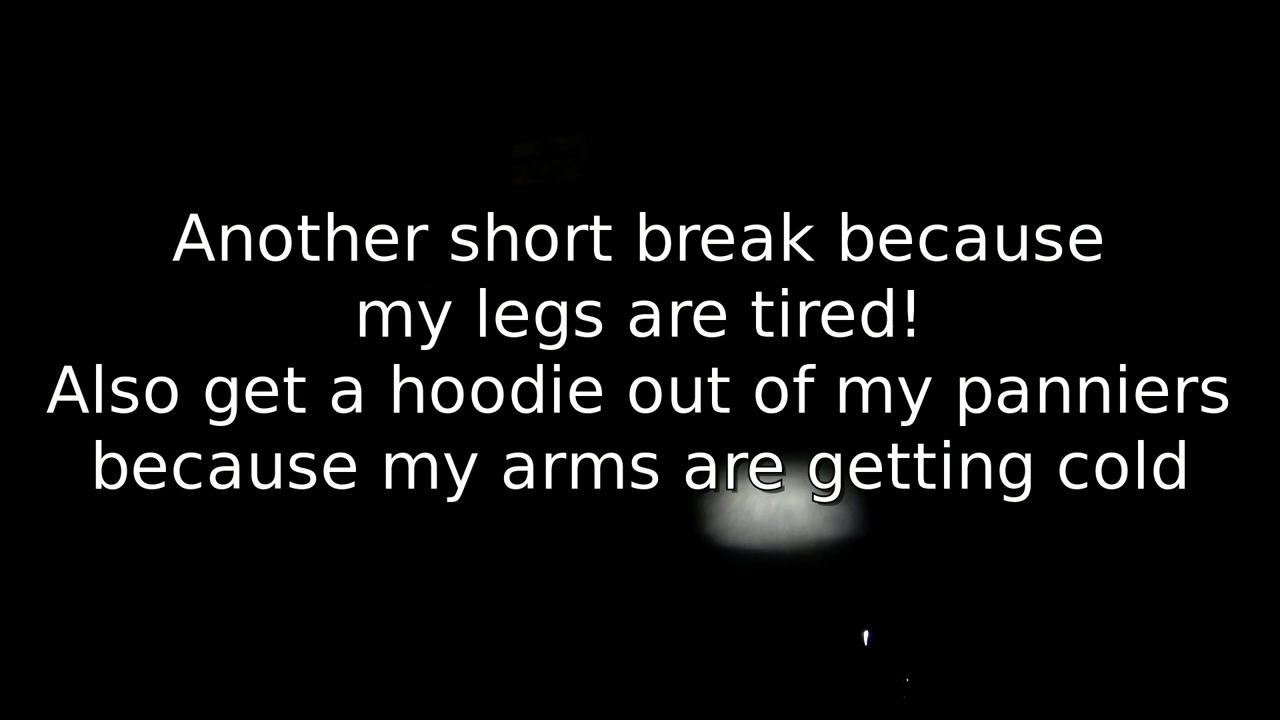 Another short break because
my legs are tired!
Also get a hoodie out of my panniers
because my arms are getting cold